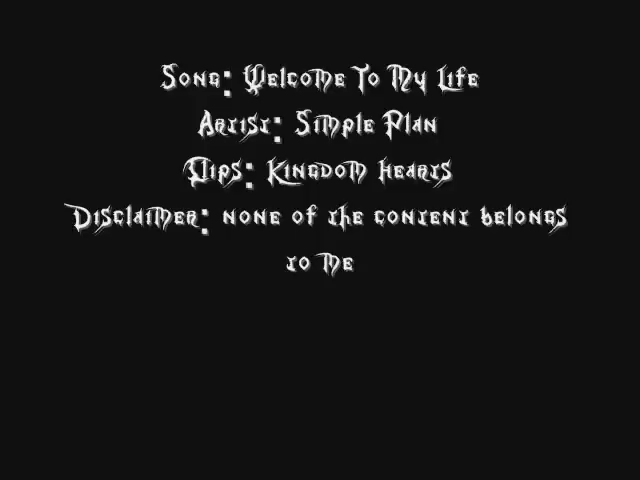 Song: Welcome To My Life
Artist: Simple Plan
Clips: Kingdom Hearts
Disclaimer: none of the content belongs
to me